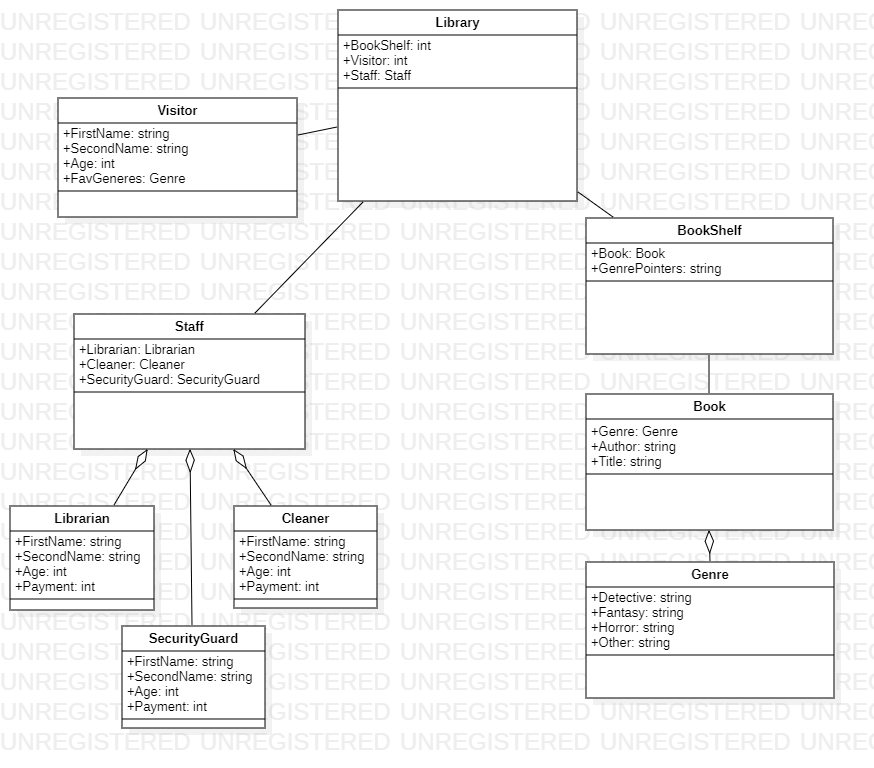 Library
+BookShelf: int
+Visitor: int
+Staff: Staff
Visitor
+FirstName: string
+SecondName: string
+Age: int
+FavGeneres: Genre
BookShelf
+Book: Book
+GenrePointers: string
Staff
+Librarian: Librarian
+Cleaner: Cleaner
+SecurityGuard: SecurityGuard
Book
+Genre: Genre
+Author: string
+Title: string
Librarian
+FirstName: string
+SecondName: string
+Age: int
+Payment: int
Cleaner
+FirstName: string
+SecondName: string
+Age: int
+Payment: int
Genre
+Detective: string
+Fantasy: string
+Horror: string
+Other: string
SecurityGuard
+FirstName: string
+SecondName: string
+Age: int
+Payment: int
UNREGISTERED